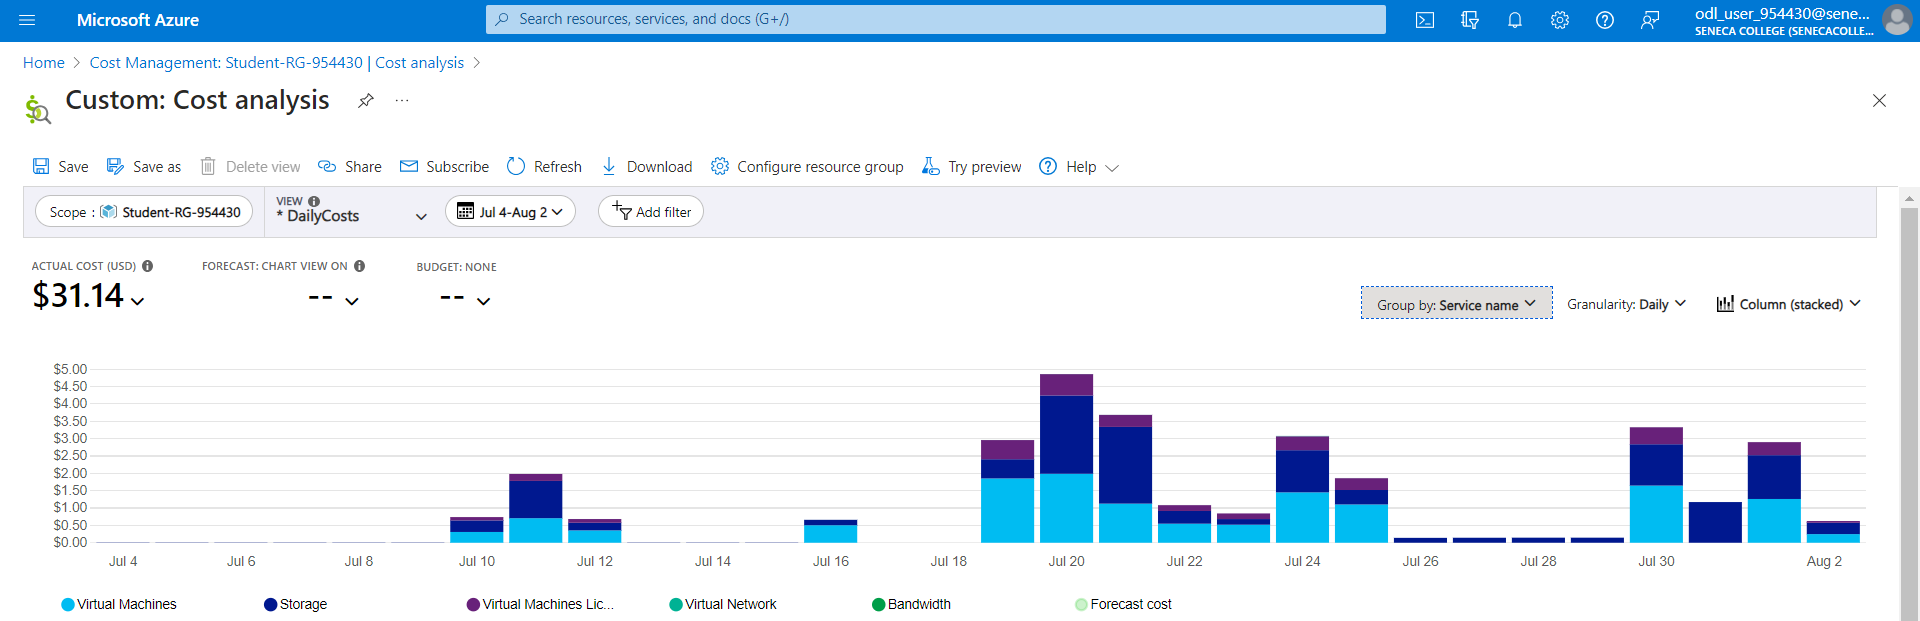 Microsoft Azure
Search resources, services, and docs (G+/)
odl_user_954430@sene...
SENECA COLLEGE (SENECACOLLE...
Home > Cost Management: Student-RG-954430 | Cost analysis >
Custom: Cost analysis
...
Save Save as Delete view Share Subscribe Refresh Download Configure resource group Try preview Help
Scope : Student-RG-954430
VIEW
* DailyCosts
Jul 4-Aug 2
Add filter
ACTUAL COST (USD)
$31.14
FORECAST: CHART VIEW ON
--
BUDGET: NONE
--
Group by: Service name
Granularity: Daily
Column (stacked)
$5.00
$4.50
$4.00
$3.50
$3.00
$2.50
$2.00
$1.50
$1.00
$0.50
$0.00
Jul 4 Jul 6 Jul 8 Jul 10 Jul 12 Jul 14 Jul 16 Jul 18 Jul 20 Jul 22 Jul 24 Jul 26 Jul 28 Jul 30 Aug 2
Virtual Machines Storage Virtual Machines Lic... Virtual Network Bandwidth Forecast cost